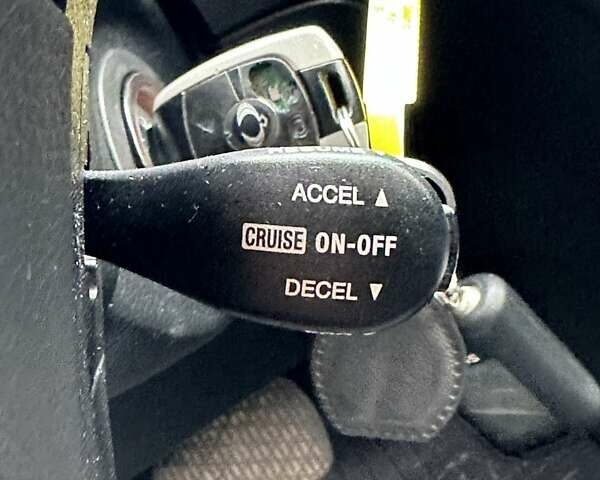 ACCEL ▲
CRUISE ON-OFF
DECEL ▼